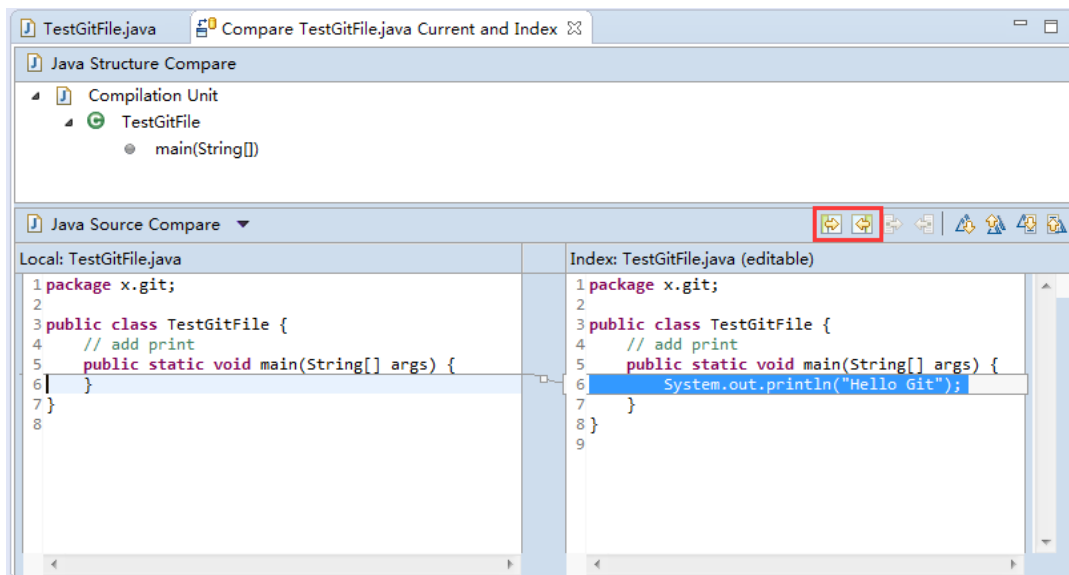 TestGitFile.java
Compare TestGitFile.java Current and Index
Java Structure Compare
Compilation Unit
TestGitFile
main(String[])
Java Source Compare
Local: TestGitFile.java
1 package x.git;
2
3 public class TestGitFile {
4     // add print
5     public static void main(String[] args) {
6     }
7 }
8
Index: TestGitFile.java (editable)
1 package x.git;
2
3 public class TestGitFile {
4     // add print
5     public static void main(String[] args) {
6         System.out.println("Hello Git");
7     }
8 }
9